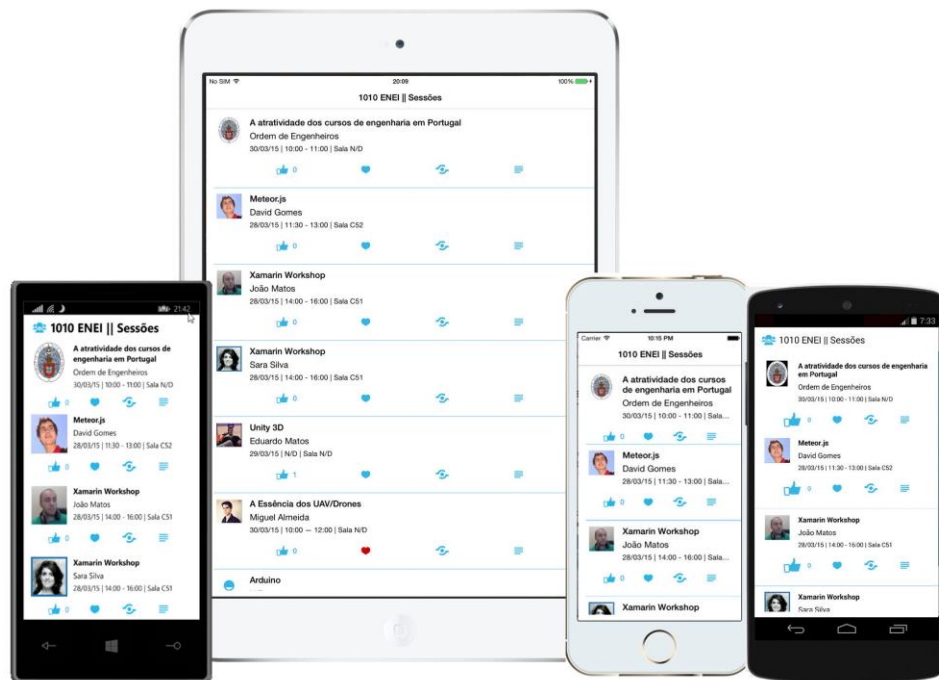 No SIM 20:09 100%
1010 ENEI || Sessões
A atratividade dos cursos de engenharia em Portugal
Ordem de Engenheiros
30/03/15 | 10:00 - 11:00 | Sala N/D
0
Meteor.js
David Gomes
28/03/15 | 11:30 - 13:00 | Sala C52
0
Xamarin Workshop
João Matos
28/03/15 | 14:00 - 16:00 | Sala C51
0
Xamarin Workshop
Sara Silva
28/03/15 | 14:00 - 16:00 | Sala C51
0
Unity 3D
Eduardo Matos
29/03/15 | N/D | Sala N/D
1
A Essência dos UAV/Drones
Miguel Almeida
30/03/15 | 10:00 — 12:00 | Sala N/D
0
Arduino
21:42
1010 ENEI || Sessões
A atratividade dos cursos de
engenharia em Portugal
Ordem de Engenheiros
30/03/15 | 10:00 - 11:00 | Sala N/D
0
Meteor.js
David Gomes
28/03/15 | 11:30 - 13:00 | Sala C52
0
Xamarin Workshop
João Matos
28/03/15 | 14:00 - 16:00 | Sala C51
0
Xamarin Workshop
Sara Silva
28/03/15 | 14:00 - 16:00 | Sala C51
0
Carrier 10:15 PM
1010 ENEI || Sessões
A atratividade dos cursos
de engenharia em Portugal
Ordem de Engenheiros
30/03/15 | 10:00 - 11:00 | Sala...
0
Meteor.js
David Gomes
28/03/15 | 11:30 - 13:00 | Sala...
0
Xamarin Workshop
João Matos
28/03/15 | 14:00 - 16:00 | Sala...
0
Xamarin Workshop
7:33
1010 ENEI || Sessões
A atratividade dos cursos de engenharia
em Portugal
Ordem de Engenheiros
30/03/15 | 10:00 - 11:00 | Sala N/D
0
Meteor.js
David Gomes
28/03/15 | 11:30 - 13:00 | Sala C52
0
Xamarin Workshop
João Matos
28/03/15 | 14:00 - 16:00 | Sala C51
0
Xamarin Workshop
Sara Silva